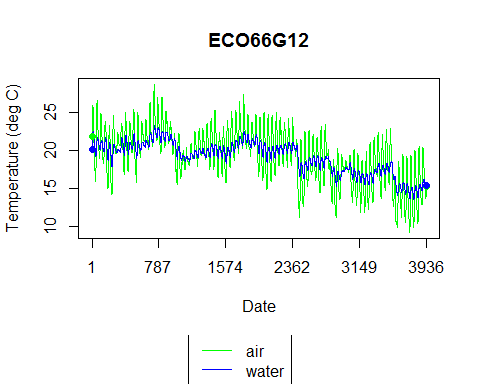 ECO66G12
Temperature (deg C)
25
20
15
10
1 787 1574 2362 3149 3936
Date
air
water